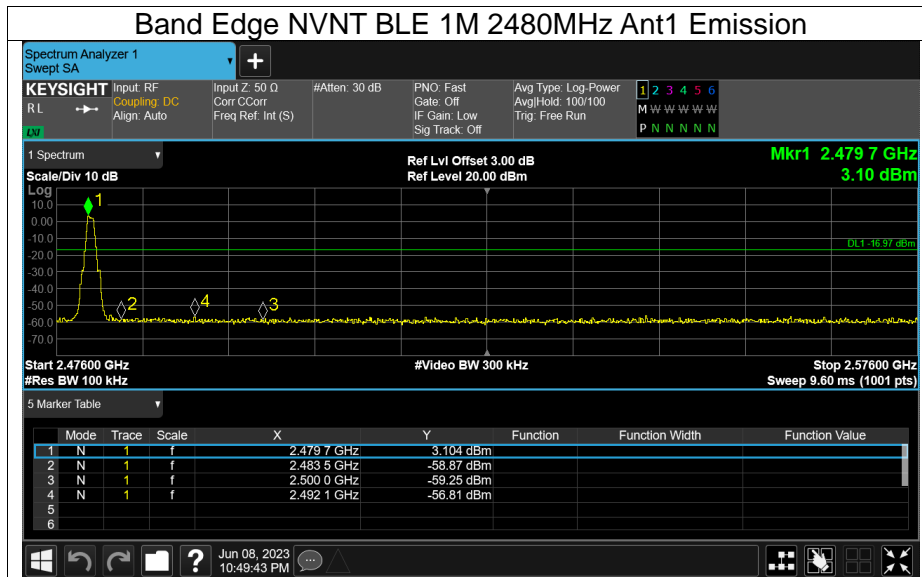 Band Edge NVNT BLE 1M 2480MHz Ant1 Emission
Spectrum Analyzer 1
Swept SA
+
KEYSIGHT Input: RF Input Z: 50 Ω #Atten: 30 dB PNO: Fast Avg Type: Log-Power 1 2 3 4 5 6
RL Coupling: DC Corr CCorr Gate: Off Avg|Hold: 100/100 M W W W W W
Align: Auto Freq Ref: Int (S) IF Gain: Low Trig: Free Run
LXI Sig Track: Off P N N N N N
1 Spectrum
Scale/Div 10 dB
Ref Lvl Offset 3.00 dB
Ref Level 20.00 dBm
Mkr1 2.479 7 GHz
3.10 dBm
Log
10.0
0.00
-10.0
-20.0
-30.0
-40.0
-50.0
-60.0
-70.0
1
2
4
3
DL1 -16.97 dBm
Start 2.47600 GHz #Video BW 300 kHz Stop 2.57600 GHz
#Res BW 100 kHz Sweep 9.60 ms (1001 pts)
5 Marker Table
Mode Trace Scale X Y Function Function Width Function Value
1 N 1 f 2.479 7 GHz 3.104 dBm
2 N 1 f 2.483 5 GHz -58.87 dBm
3 N 1 f 2.500 0 GHz -59.25 dBm
4 N 1 f 2.492 1 GHz -56.81 dBm
5
6
? Jun 08, 2023
10:49:43 PM